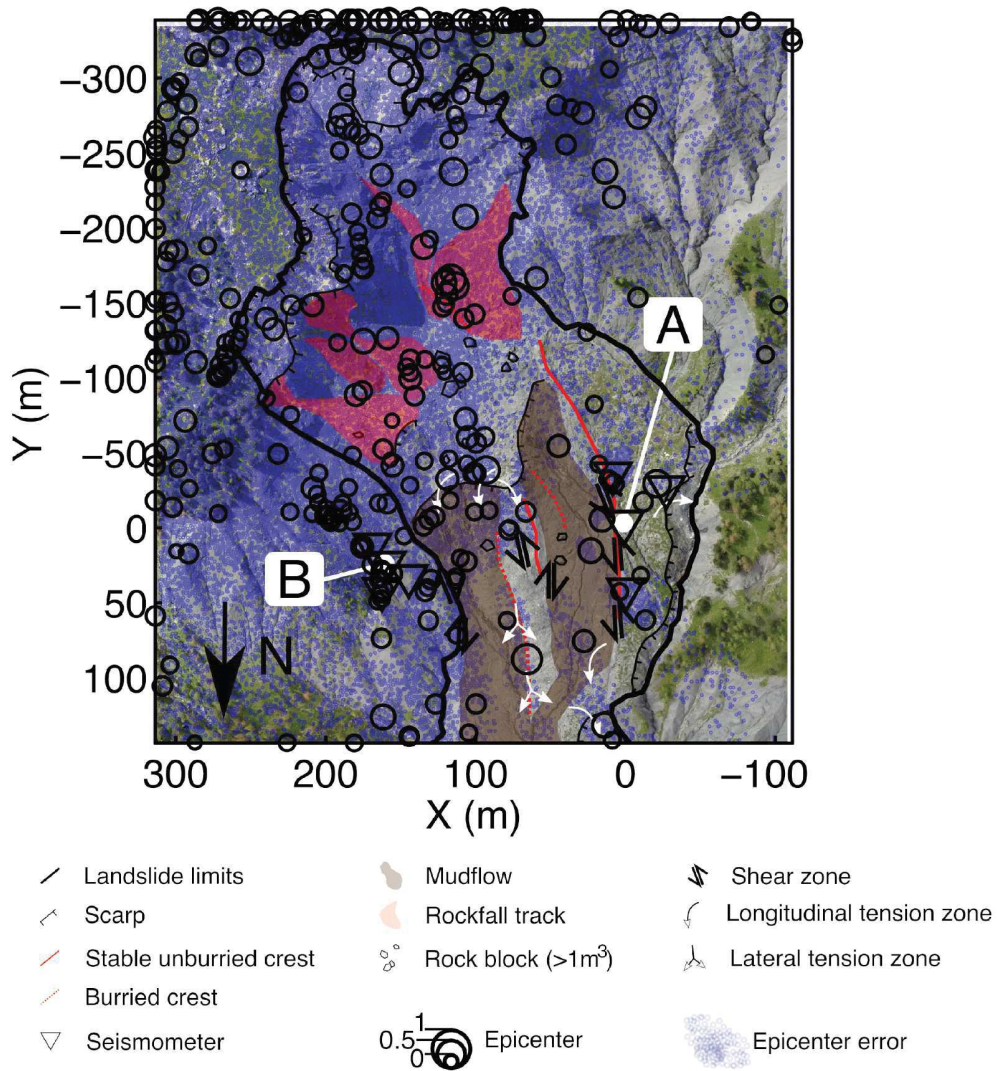 −300
−250
−200
−150
−100
−50
0
50
100
Y (m)
A
B
N
300 200 100 0 −100
X (m)
Landslide limits
Scarp
Stable unburried crest
Burried crest
Seismometer
Mudflow
Rockfall track
Rock block (>1m³)
1
0.5
0
Epicenter
Shear zone
Longitudinal tension zone
Lateral tension zone
Epicenter error